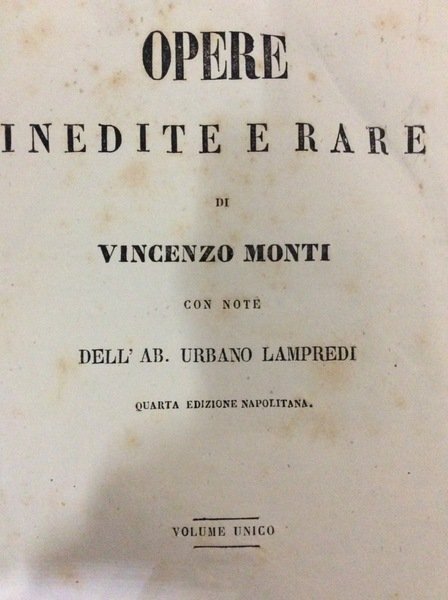 OPERE
INEDITE E RARE
DI
VINCENZO MONTI
CON NOTE
DELL' AB. URBANO LAMPREDI
QUARTA EDIZIONE NAPOLITANA.
VOLUME UNICO